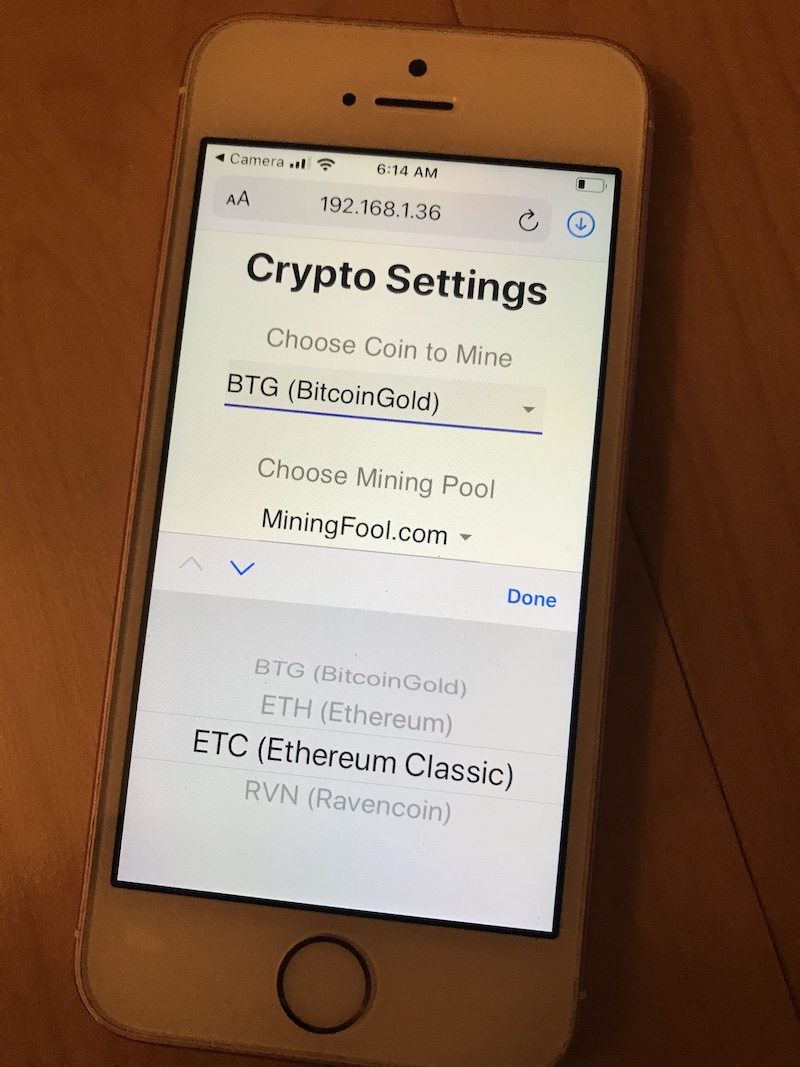 ◀ Camera 6:14 AM
AA 192.168.1.36
Crypto Settings
Choose Coin to Mine
BTG (BitcoinGold)
Choose Mining Pool
MiningFool.com
Done
BTG (BitcoinGold)
ETH (Ethereum)
ETC (Ethereum Classic)
RVN (Ravencoin)